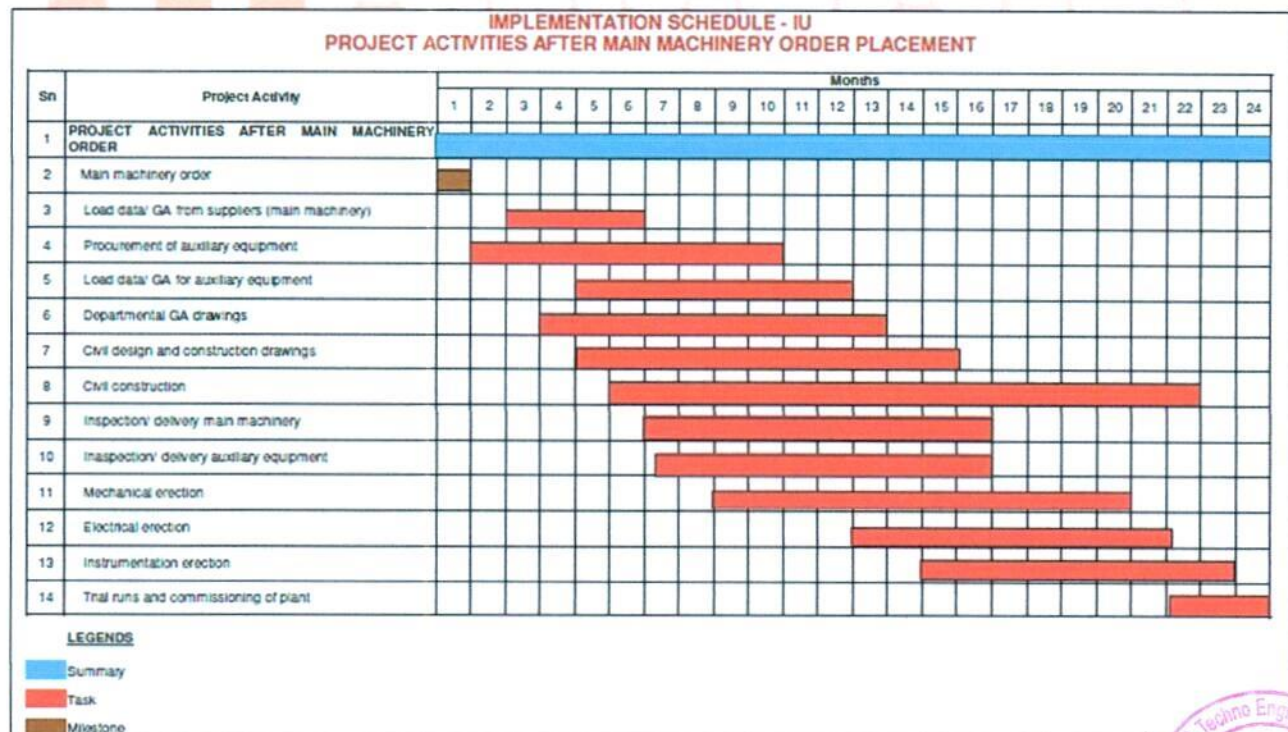 IMPLEMENTATION SCHEDULE - IU
PROJECT ACTIVITIES AFTER MAIN MACHINERY ORDER PLACEMENT
Sn Project Activity Months
1 2 3 4 5 6 7 8 9 10 11 12 13 14 15 16 17 18 19 20 21 22 23 24
1 PROJECT ACTIVITIES AFTER MAIN MACHINERY
ORDER
2 Main machinery order
3 Load data/ GA from suppliers (main machinery)
4 Procurement of auxiliary equipment
5 Load data/ GA for auxiliary equipment
6 Departmental GA drawings
7 Civil design and construction drawings
8 Civil construction
9 Inspection/ delivery main machinery
10 Inaspection/ delivery auxiliary equipment
11 Mechanical erection
12 Electrical erection
13 Instrumentation erection
14 Trial runs and commissioning of plant
LEGENDS
Summary
Task
Milestone
Techno